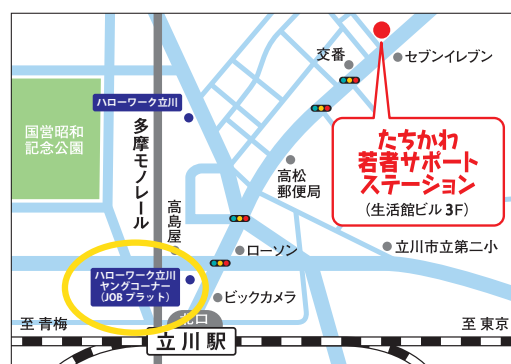 交番
セブンイレブン
ハローワーク立川
国営昭和
記念公園
多摩モノレール
たちかわ
若者サポート
ステーション
(生活館ビル3F)
高松
郵便局
高島屋
ローソン
立川市立第二小
ハローワーク立川
ヤングコーナー
(JOBプラット)
ビックカメラ
北口
至 青梅
立川駅
至 東京